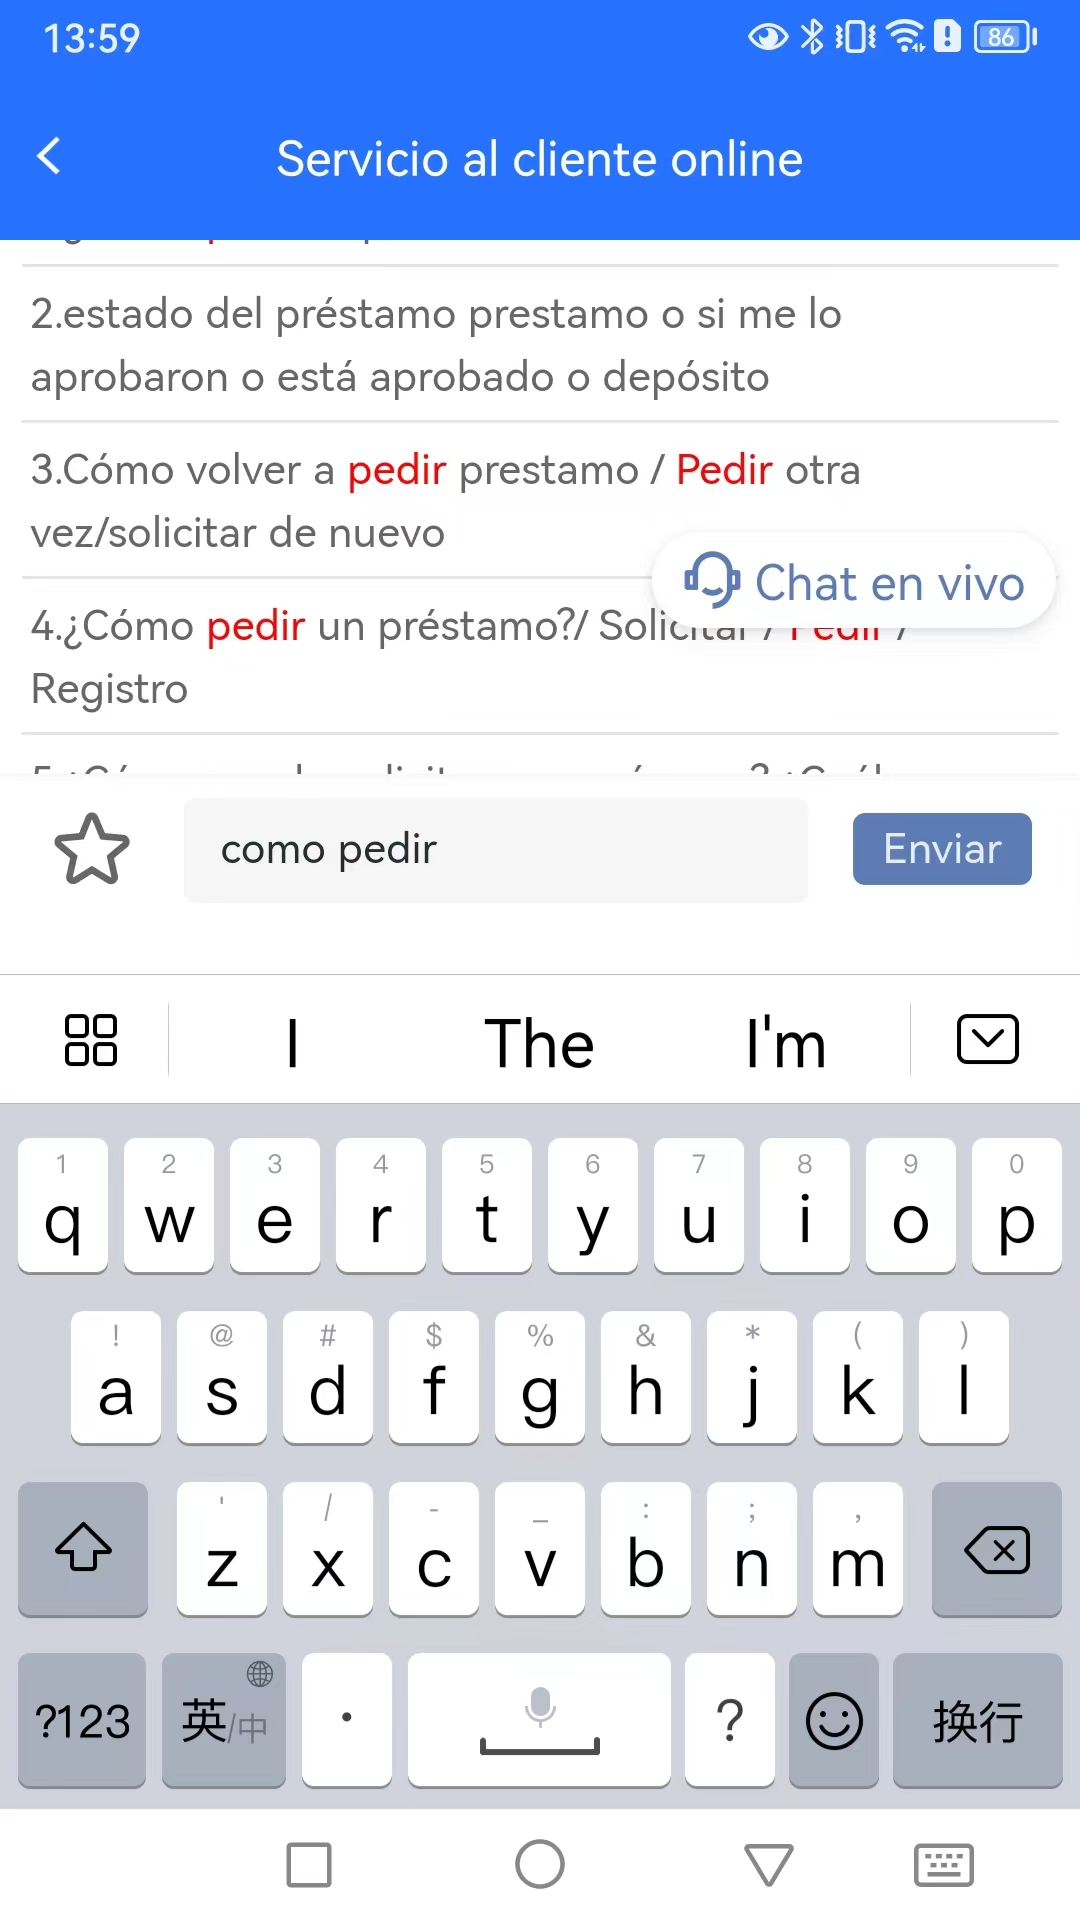 13:59
86
Servicio al cliente online
2.estado del préstamo prestamo o si me lo
aprobaron o está aprobado o depósito
3.Cómo volver a pedir prestamo / Pedir otra
vez/solicitar de nuevo
Chat en vivo
4.¿Cómo pedir un préstamo?/ Solicitar / Pedir /
Registro
como pedir
Enviar
I The I'm
1 2 3 4 5 6 7 8 9 0
q w e r t y u i o p
! @ # $ % & * ( )
a s d f g h j k l
' / - _ : ; ,
z x c v b n m
?123 英/中 . ? 换行